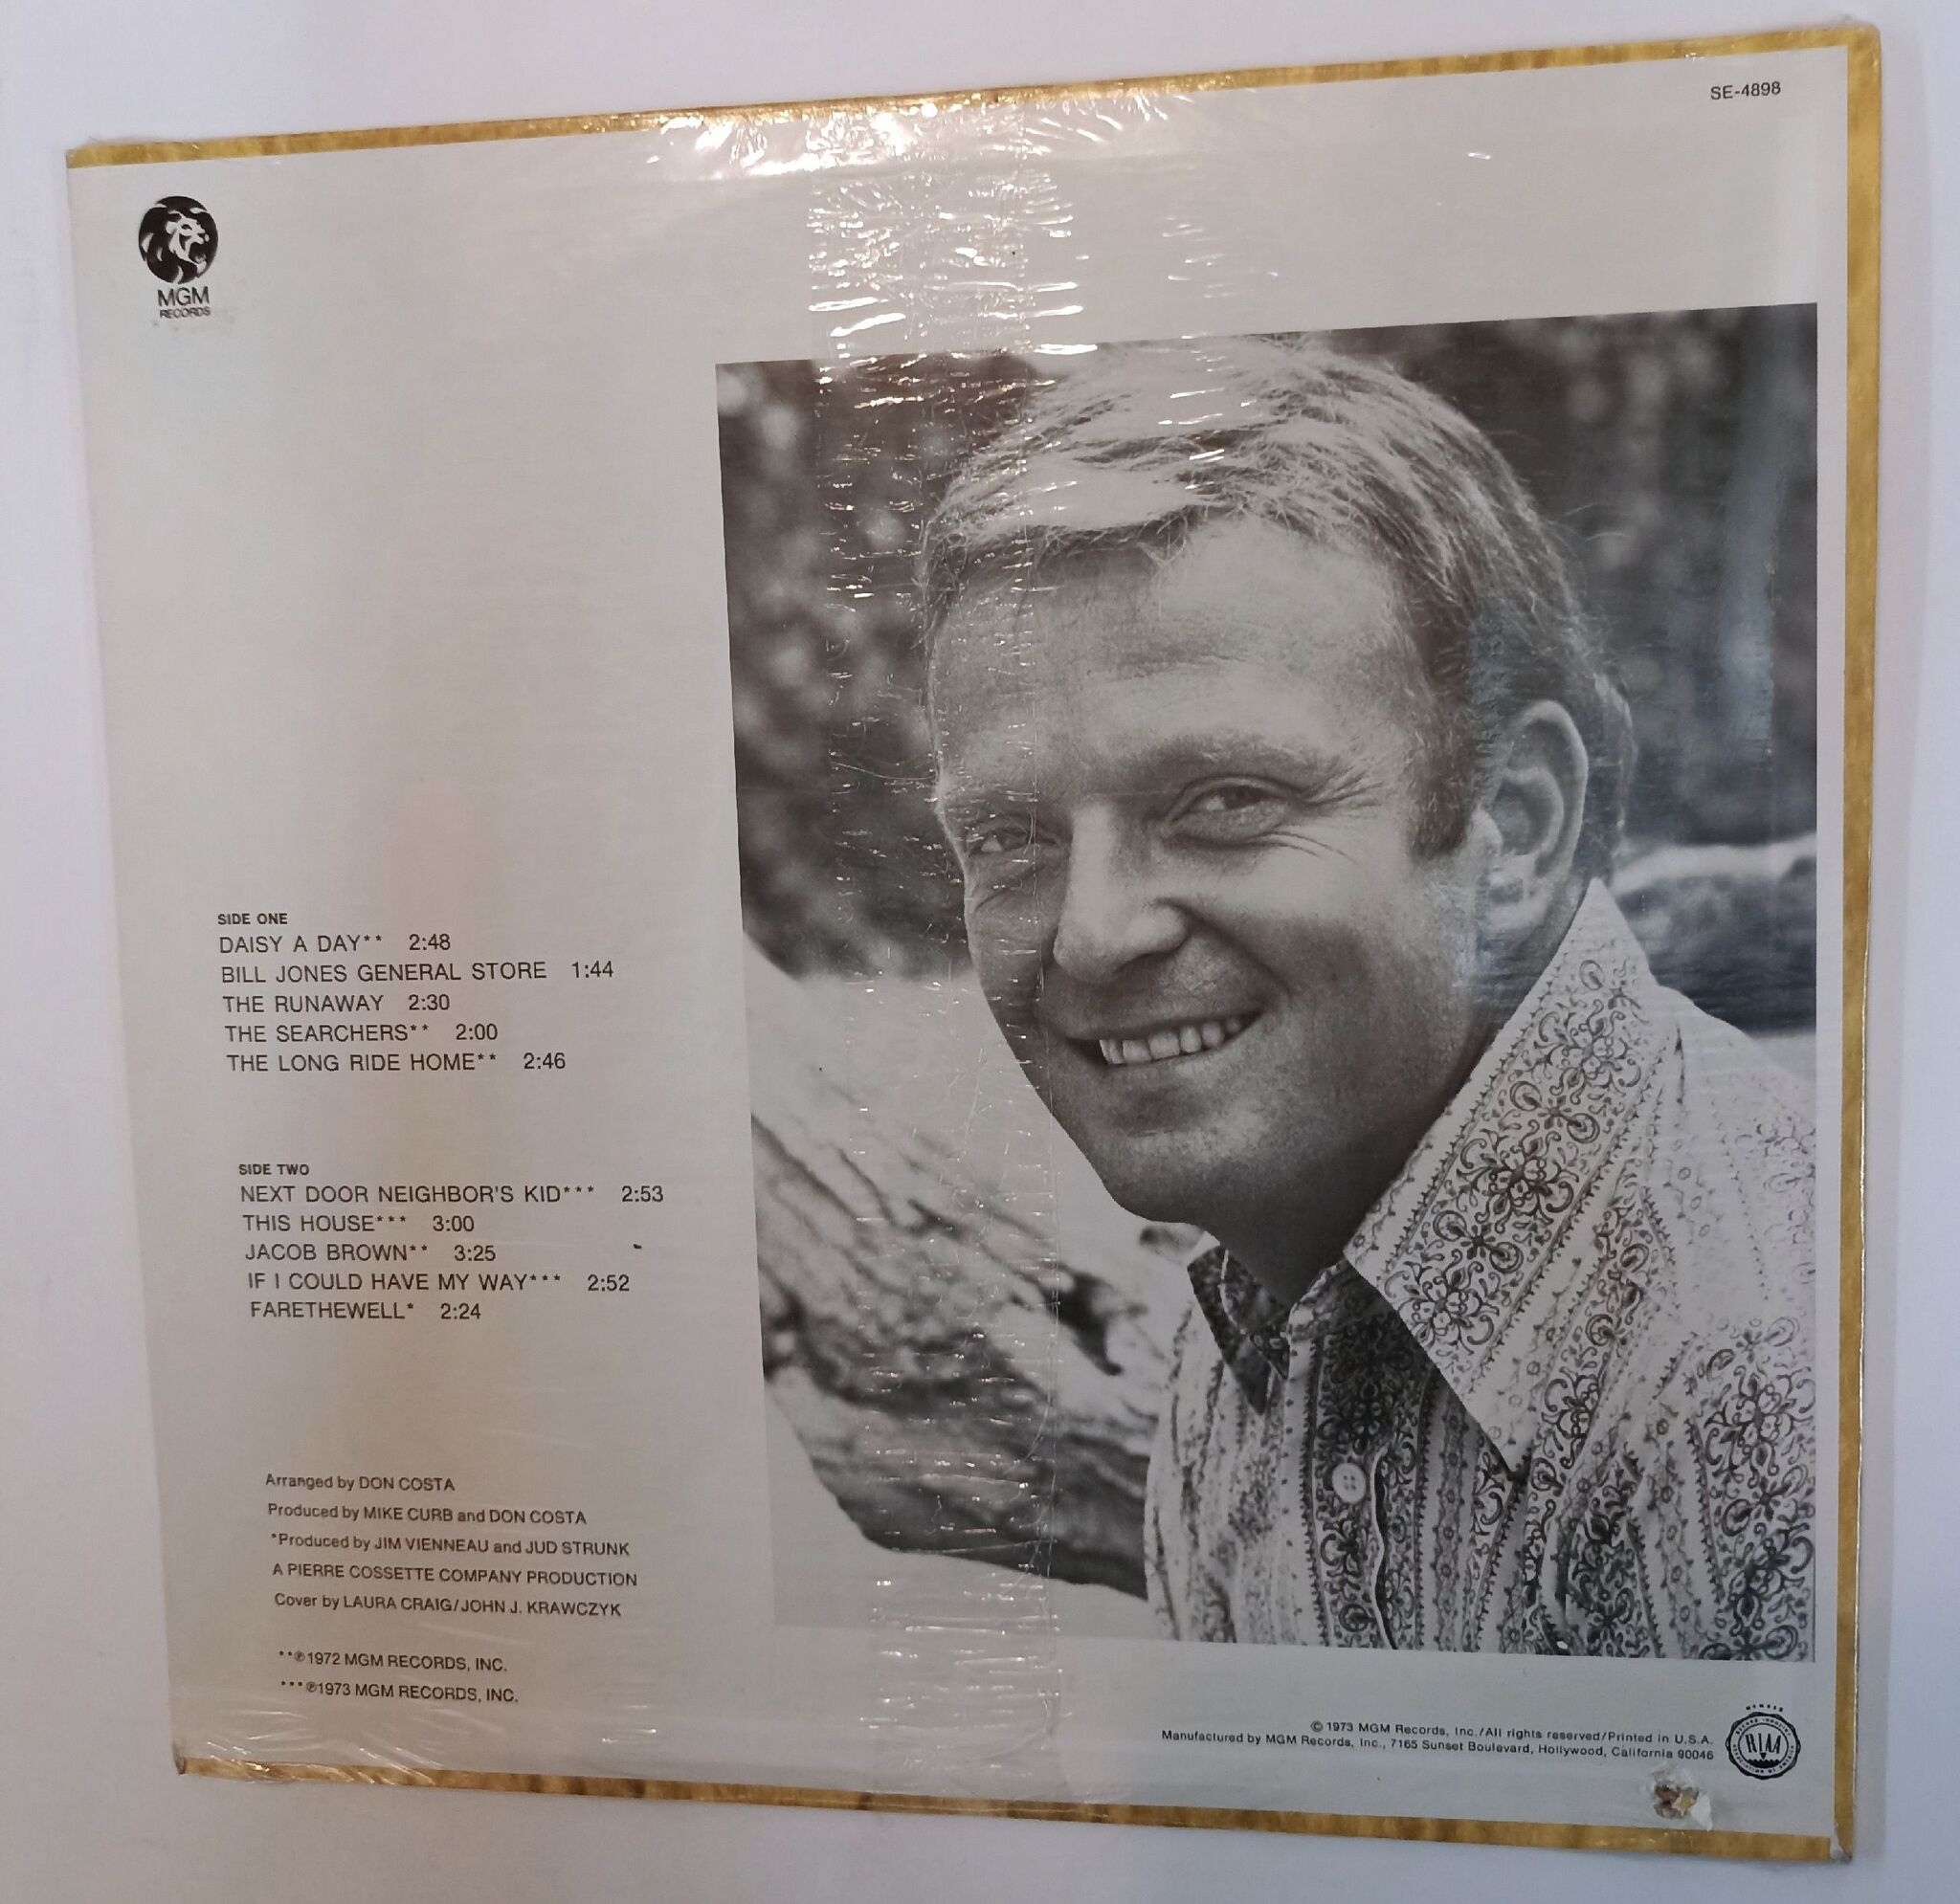 SE-4898
MGM
RECORDS
SIDE ONE
DAISY A DAY** 2:48
BILL JONES GENERAL STORE 1:44
THE RUNAWAY 2:30
THE SEARCHERS** 2:00
THE LONG RIDE HOME** 2:46
SIDE TWO
NEXT DOOR NEIGHBOR'S KID*** 2:53
THIS HOUSE*** 3:00
JACOB BROWN** 3:25
IF I COULD HAVE MY WAY*** 2:52
FARETHEWELL* 2:24
Arranged by DON COSTA
Produced by MIKE CURB and DON COSTA
*Produced by JIM VIENNEAU and JUD STRUNK
A PIERRE COSSETTE COMPANY PRODUCTION
Cover by LAURA CRAIG/JOHN J. KRAWCZYK
**℗1972 MGM RECORDS, INC.
***℗1973 MGM RECORDS, INC.
© 1973 MGM Records, Inc./All rights reserved/Printed in U.S.A.
Manufactured by MGM Records, Inc., 7165 Sunset Boulevard, Hollywood, California 90046
MEMBER
RIAA